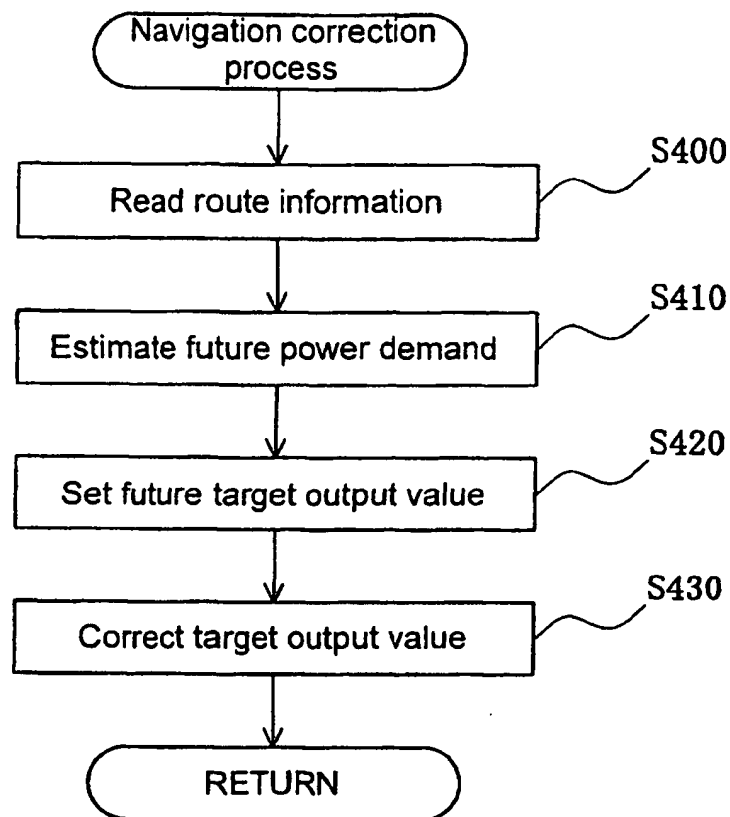 Navigation correction
process
S400
Read route information
S410
Estimate future power demand
S420
Set future target output value
S430
Correct target output value
RETURN